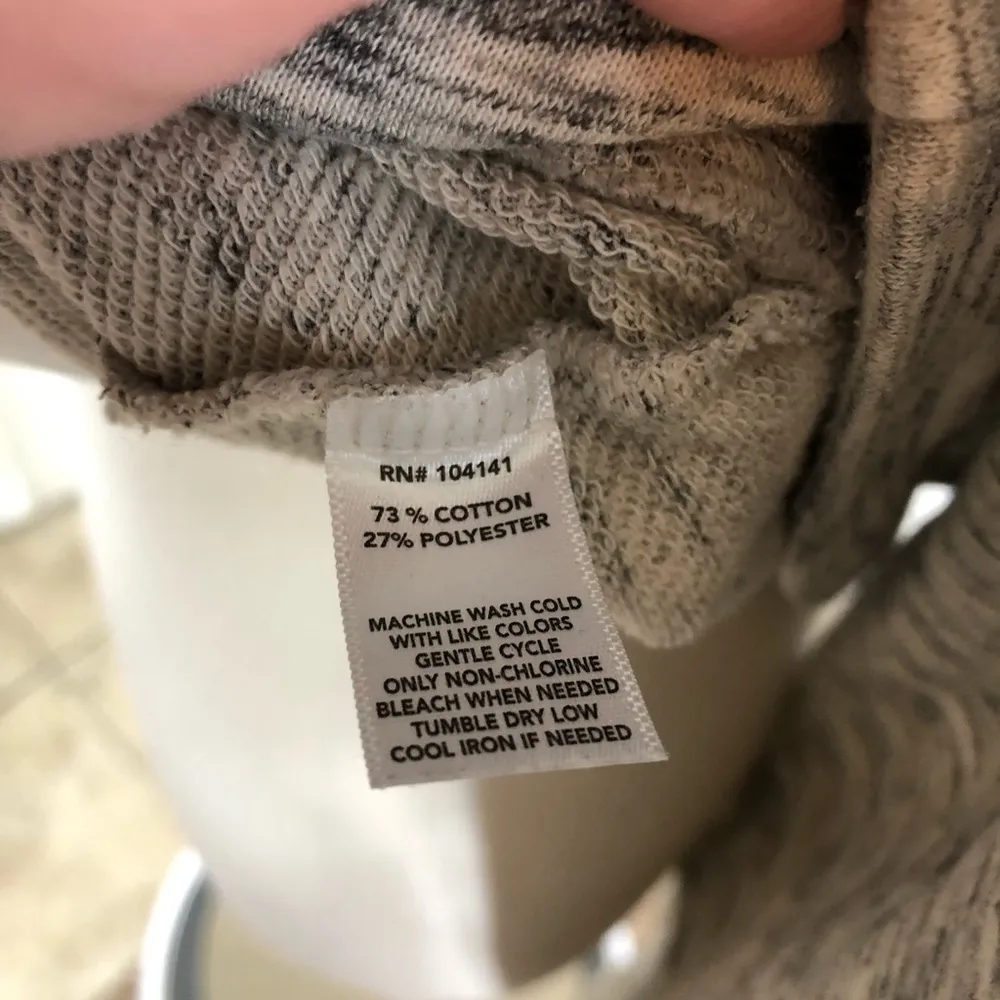 RN# 104141
73 % COTTON
27% POLYESTER
MACHINE WASH COLD
WITH LIKE COLORS
GENTLE CYCLE
ONLY NON-CHLORINE
BLEACH WHEN NEEDED
TUMBLE DRY LOW
COOL IRON IF NEEDED